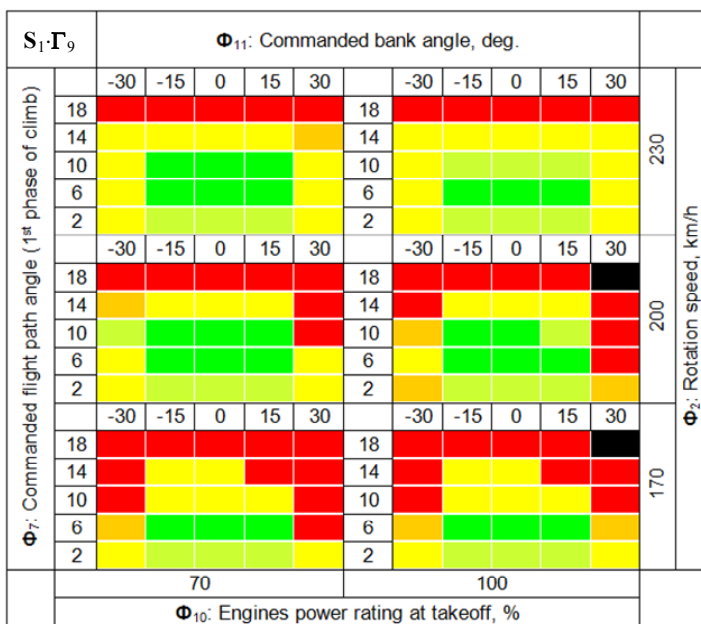 S₁·Γ₉
Φ₁₁: Commanded bank angle, deg.
Φ₇: Commanded flight path angle (1st phase of climb)
-30 -15 0 15 30 -30 -15 0 15 30
18 18
14 14
10 10
6 6
2 2
230
-30 -15 0 15 30 -30 -15 0 15 30
18 18
14 14
10 10
6 6
2 2
200
-30 -15 0 15 30 -30 -15 0 15 30
18 18
14 14
10 10
6 6
2 2
170
Φ₂: Rotation speed, km/h
70 100
Φ₁₀: Engines power rating at takeoff, %